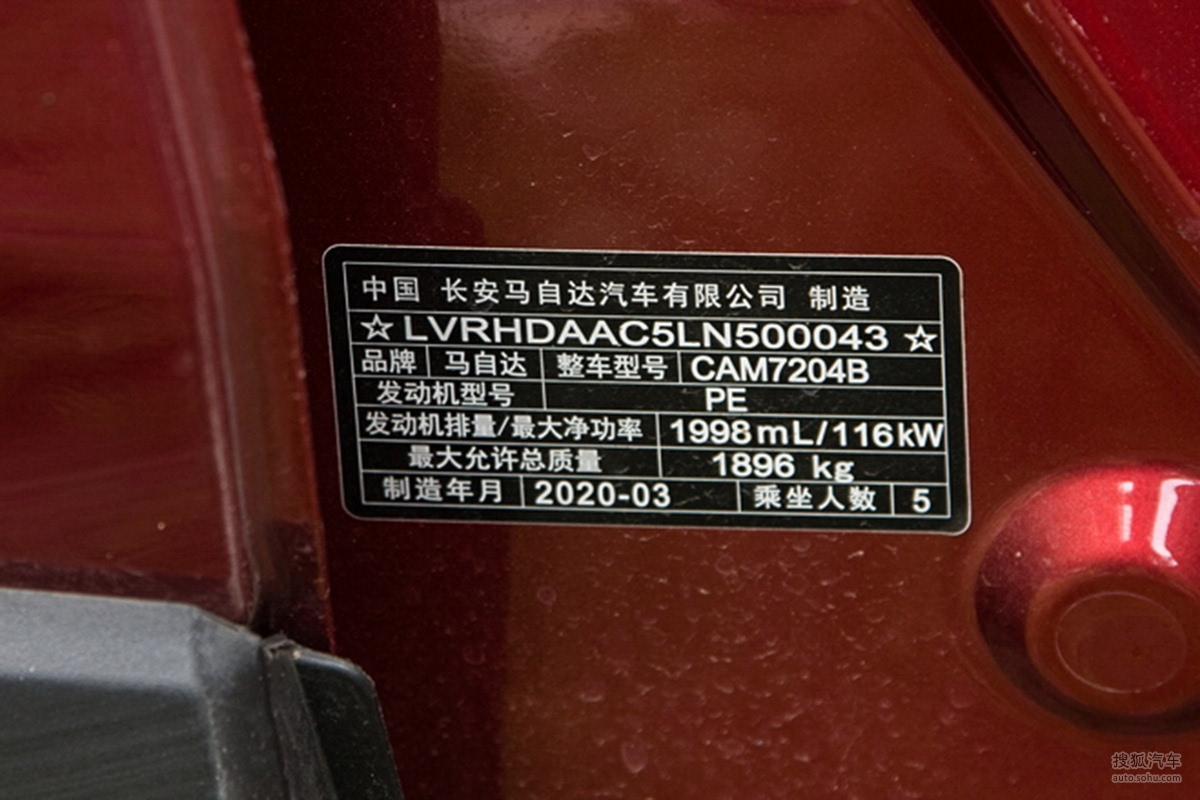 中国 长安马自达汽车有限公司 制造
☆LVRHDAAC5LN500043☆
品牌 马自达 整车型号 CAM7204B
发动机型号 PE
发动机排量/最大净功率 1998mL/116kW
最大允许总质量 1896 kg
制造年月 2020-03 乘坐人数 5
搜狐汽车
auto.sohu.com